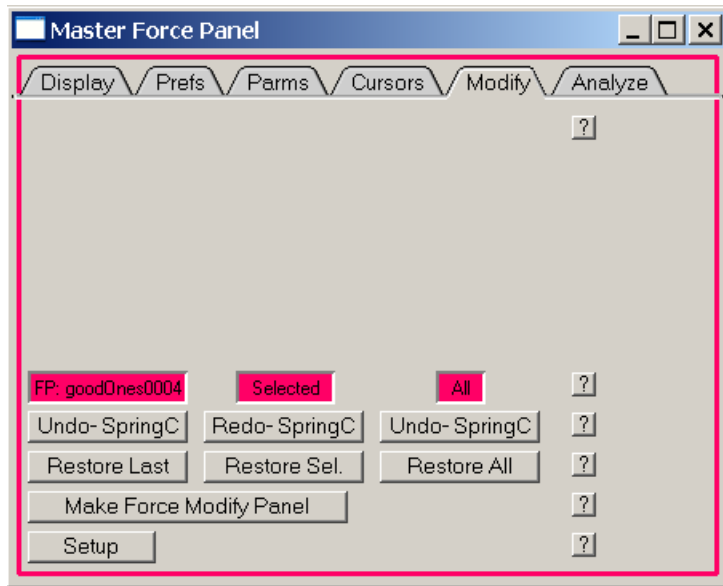 Master Force Panel
Display Prefs Parms Cursors Modify Analyze
?
FP: goodOnes0004 Selected All ?
Undo-SpringC Redo-SpringC Undo-SpringC ?
Restore Last Restore Sel. Restore All ?
Make Force Modify Panel ?
Setup ?